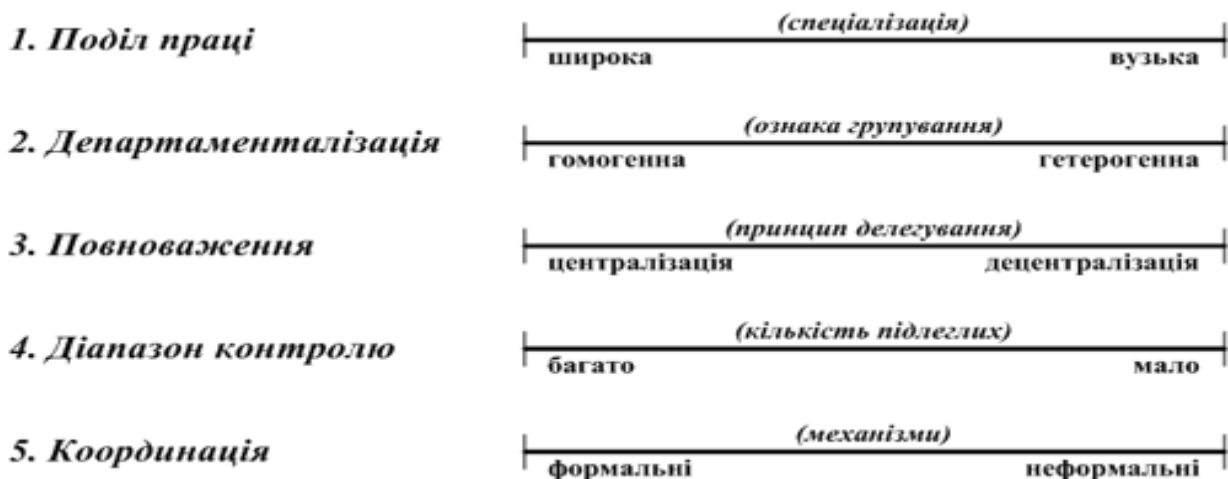 1. Поділ праці
(спеціалізація)
широка вузька
2. Департаменталізація
(ознака групування)
гомогенна гетерогенна
3. Повноваження
(принцип делегування)
централізація децентралізація
4. Діапазон контролю
(кількість підлеглих)
багато мало
5. Координація
(механізми)
формальні неформальні